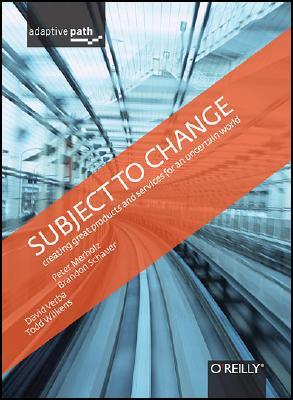 adaptive path
SUBJECT TO CHANGE
creating great products and services for an uncertain world
Peter Merholz
Brandon Schauer
David Verba
Todd Wilkens
O'REILLY®